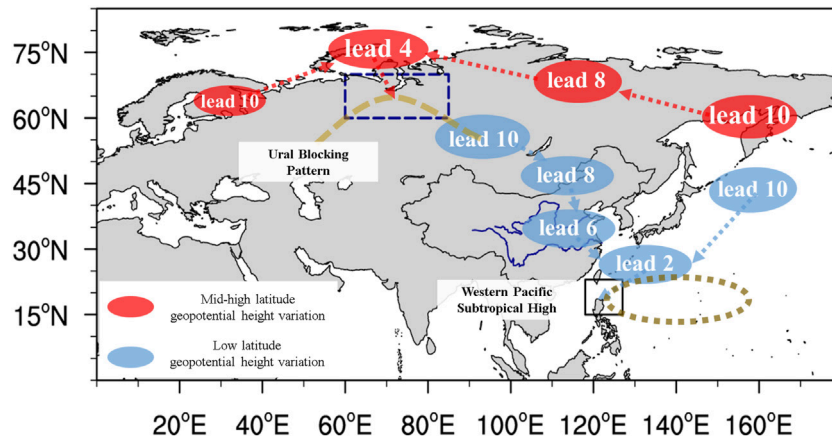 75°N
60°N
45°N
30°N
15°N
lead 4
lead 10
lead 8
lead 10
Ural Blocking
Pattern
lead 10
lead 8
lead 10
lead 6
lead 2
Western Pacific
Subtropical High
Mid-high latitude
geopotential height variation
Low latitude
geopotential height variation
20°E 40°E 60°E 80°E 100°E 120°E 140°E 160°E